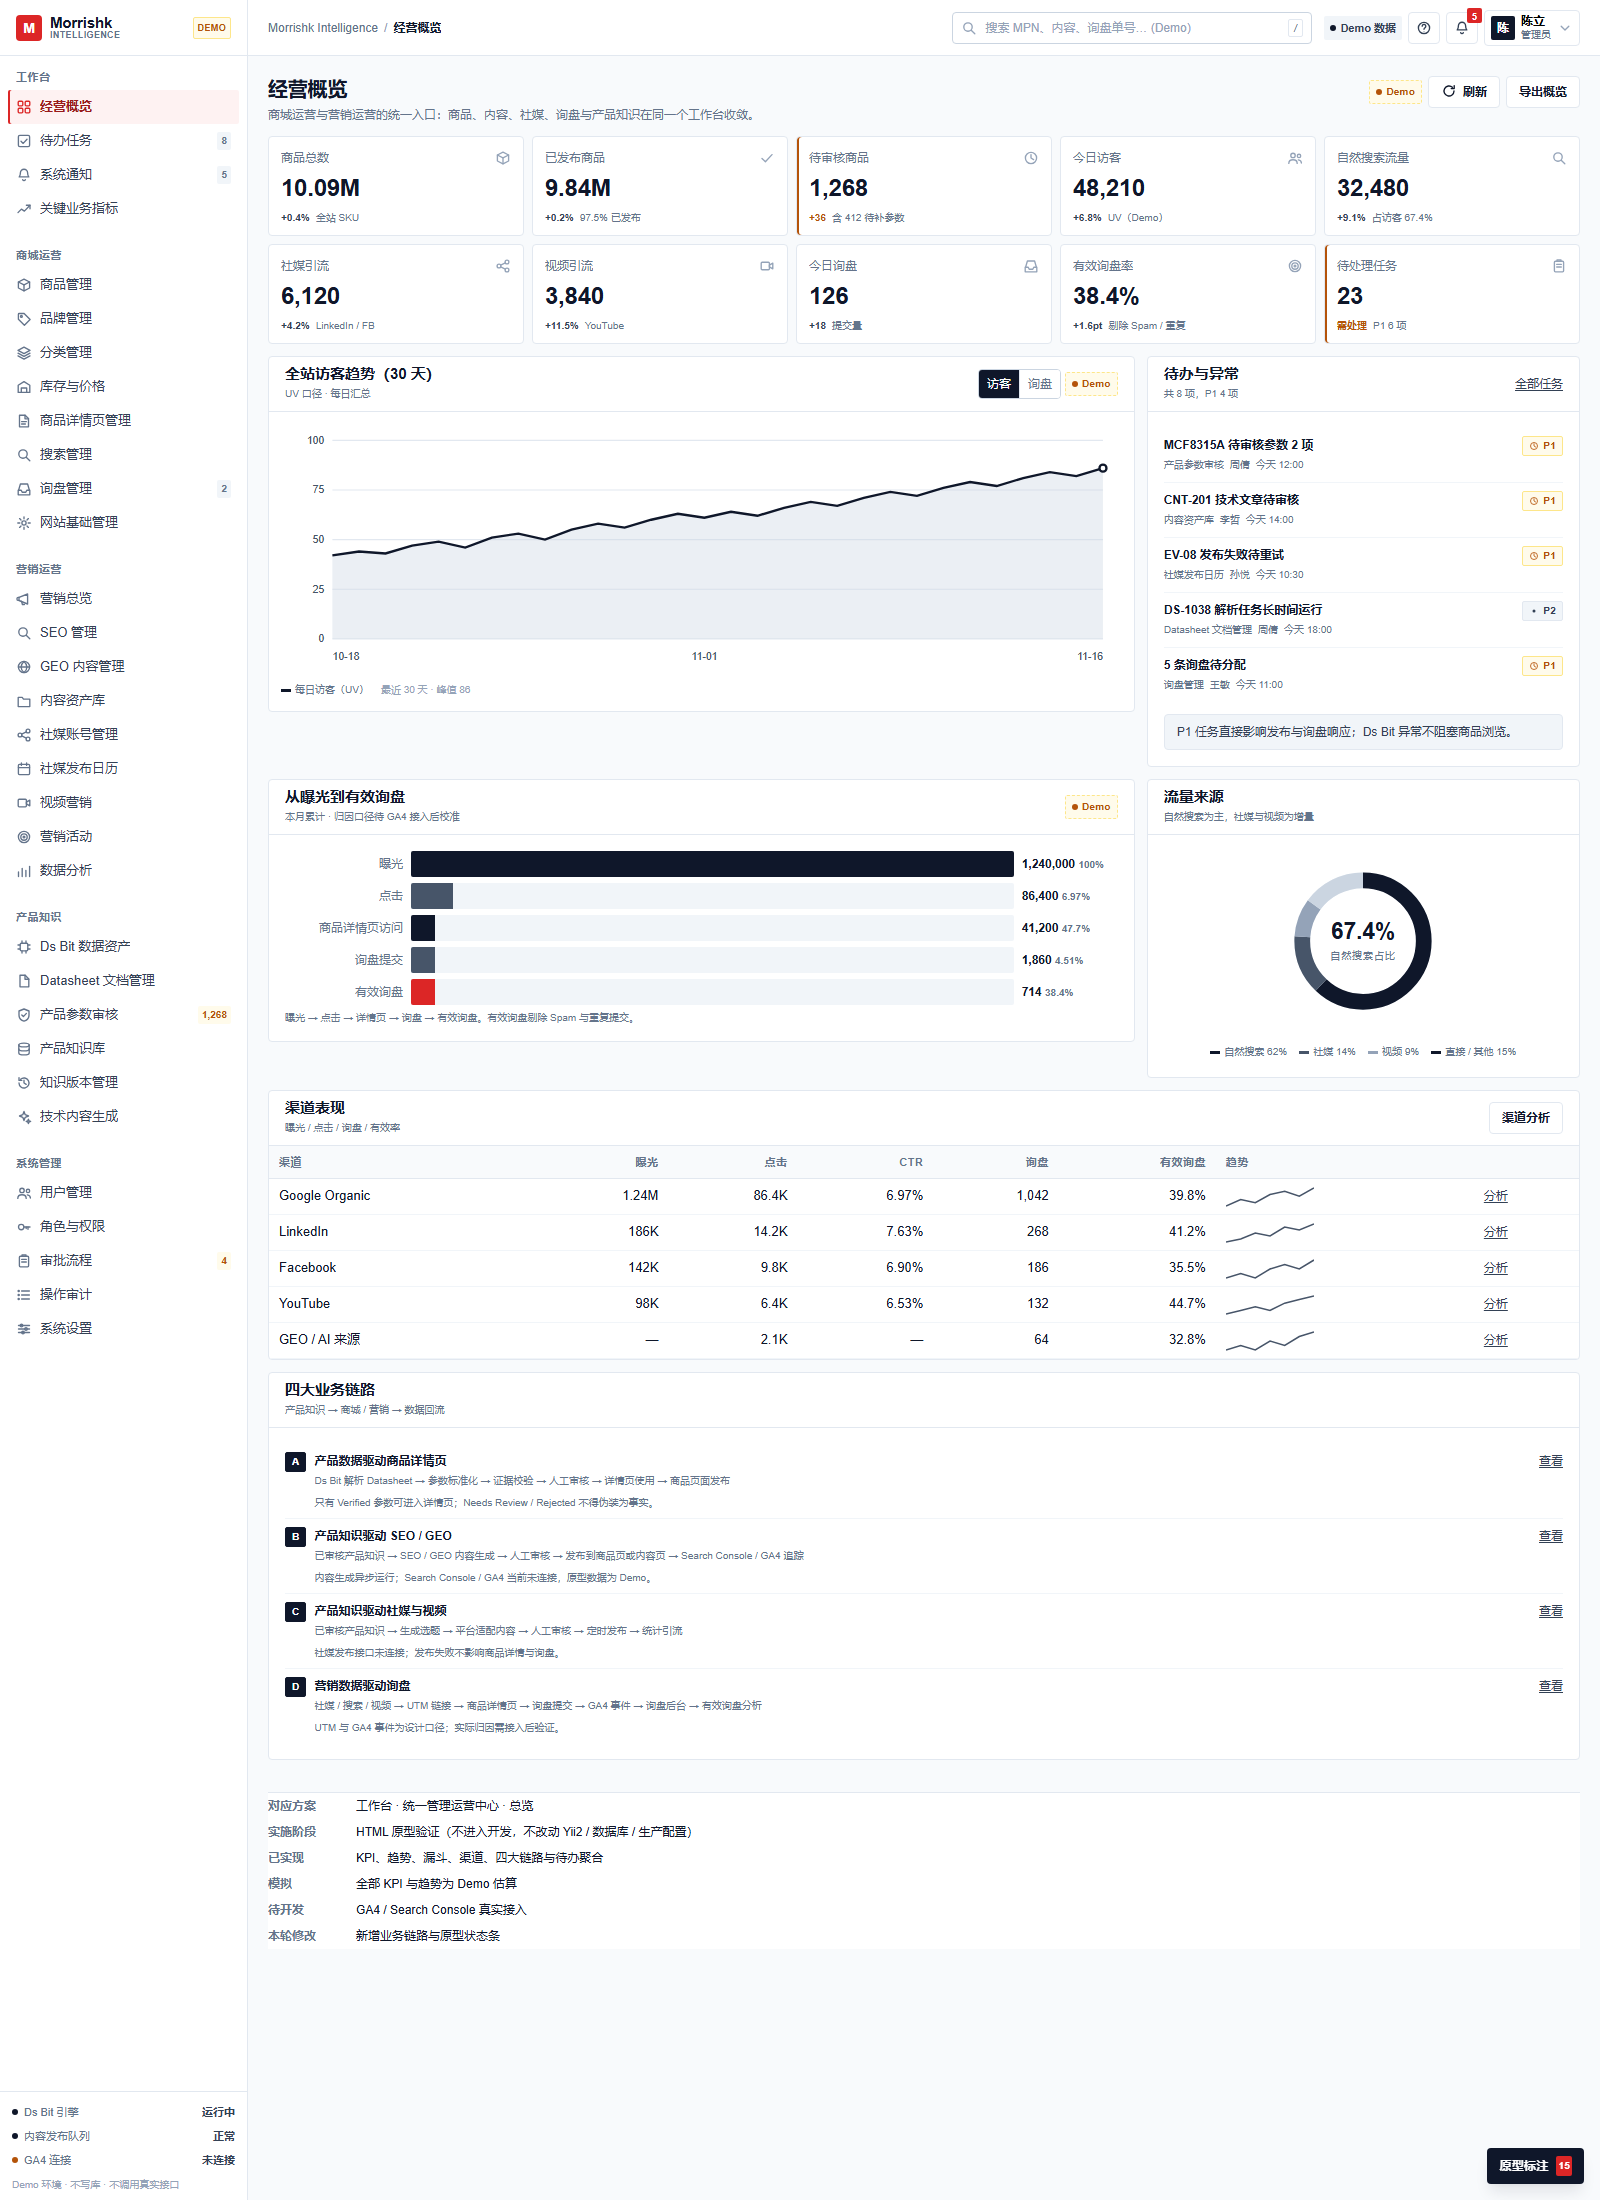 M Morrishk INTELLIGENCE DEMO
工作台
经营概览
待办任务 8
系统通知 5
关键业务指标
商城运营
商品管理
品牌管理
分类管理
库存与价格
商品详情页管理
搜索管理
询盘管理 2
网站基础管理
营销运营
营销总览
SEO 管理
GEO 内容管理
内容资产库
社媒账号管理
社媒发布日历
视频营销
营销活动
数据分析
产品知识
Ds Bit 数据资产
Datasheet 文档管理
产品参数审核 1,268
产品知识库
知识版本管理
技术内容生成
系统管理
用户管理
角色与权限
审批流程 4
操作审计
系统设置
Ds Bit 引擎 运行中
内容发布队列 正常
GA4 连接 未连接
Demo 环境 · 不写库 · 不调用真实接口
Morrishk Intelligence / 经营概览
搜索 MPN、内容、询盘单号… (Demo) /
Demo 数据
5
陈 陈立
管理员
经营概览
商城运营与营销运营的统一入口：商品、内容、社媒、询盘与产品知识在同一个工作台收敛。
Demo 刷新 导出概览
商品总数
10.09M
+0.4% 全站 SKU
已发布商品
9.84M
+0.2% 97.5% 已发布
待审核商品
1,268
+36 含 412 待补参数
今日访客
48,210
+6.8% UV（Demo）
自然搜索流量
32,480
+9.1% 占访客 67.4%
社媒引流
6,120
+4.2% LinkedIn / FB
视频引流
3,840
+11.5% YouTube
今日询盘
126
+18 提交量
有效询盘率
38.4%
+1.6pt 剔除 Spam / 重复
待处理任务
23
需处理 P1 6 项
全站访客趋势（30 天）
UV 口径 · 每日汇总
访客 询盘 Demo
100
75
50
25
0
10-18 11-01 11-16
每日访客（UV） 最近 30 天 · 峰值 86
待办与异常
共 8 项，P1 4 项
全部任务
MCF8315A 待审核参数 2 项 P1
产品参数审核 周倩 今天 12:00
CNT-201 技术文章待审核 P1
内容资产库 李哲 今天 14:00
EV-08 发布失败待重试 P1
社媒发布日历 孙悦 今天 10:30
DS-1038 解析任务长时间运行 P2
Datasheet 文档管理 周倩 今天 18:00
5 条询盘待分配 P1
询盘管理 王敏 今天 11:00
P1 任务直接影响发布与询盘响应；Ds Bit 异常不阻塞商品浏览。
从曝光到有效询盘
本月累计 · 归因口径待 GA4 接入后校准
Demo
曝光 1,240,000 100%
点击 86,400 6.97%
商品详情页访问 41,200 47.7%
询盘提交 1,860 4.51%
有效询盘 714 38.4%
曝光 → 点击 → 详情页 → 询盘 → 有效询盘。有效询盘剔除 Spam 与重复提交。
流量来源
自然搜索为主，社媒与视频为增量
67.4%
自然搜索占比
自然搜索 62% 社媒 14% 视频 9% 直接 / 其他 15%
渠道表现
曝光 / 点击 / 询盘 / 有效率
渠道分析
渠道 曝光 点击 CTR 询盘 有效询盘 趋势
Google Organic 1.24M 86.4K 6.97% 1,042 39.8% 分析
LinkedIn 186K 14.2K 7.63% 268 41.2% 分析
Facebook 142K 9.8K 6.90% 186 35.5% 分析
YouTube 98K 6.4K 6.53% 132 44.7% 分析
GEO / AI 来源 — 2.1K — 64 32.8% 分析
四大业务链路
产品知识 → 商城 / 营销 → 数据回流
A 产品数据驱动商品详情页 查看
Ds Bit 解析 Datasheet → 参数标准化 → 证据校验 → 人工审核 → 详情页使用 → 商品页面发布
只有 Verified 参数可进入详情页；Needs Review / Rejected 不得伪装为事实。
B 产品知识驱动 SEO / GEO 查看
已审核产品知识 → SEO / GEO 内容生成 → 人工审核 → 发布到商品页或内容页 → Search Console / GA4 追踪
内容生成异步运行；Search Console / GA4 当前未连接，原型数据为 Demo。
C 产品知识驱动社媒与视频 查看
已审核产品知识 → 生成选题 → 平台适配内容 → 人工审核 → 定时发布 → 统计引流
社媒发布接口未连接；发布失败不影响商品详情与询盘。
D 营销数据驱动询盘 查看
社媒 / 搜索 / 视频 → UTM 链接 → 商品详情页 → 询盘提交 → GA4 事件 → 询盘后台 → 有效询盘分析
UTM 与 GA4 事件为设计口径；实际归因需接入后验证。
对应方案 工作台 · 统一管理运营中心 · 总览
实施阶段 HTML 原型验证（不进入开发，不改动 Yii2 / 数据库 / 生产配置）
已实现 KPI、趋势、漏斗、渠道、四大链路与待办聚合
模拟 全部 KPI 与趋势为 Demo 估算
待开发 GA4 / Search Console 真实接入
本轮修改 新增业务链路与原型状态条
原型标注 15